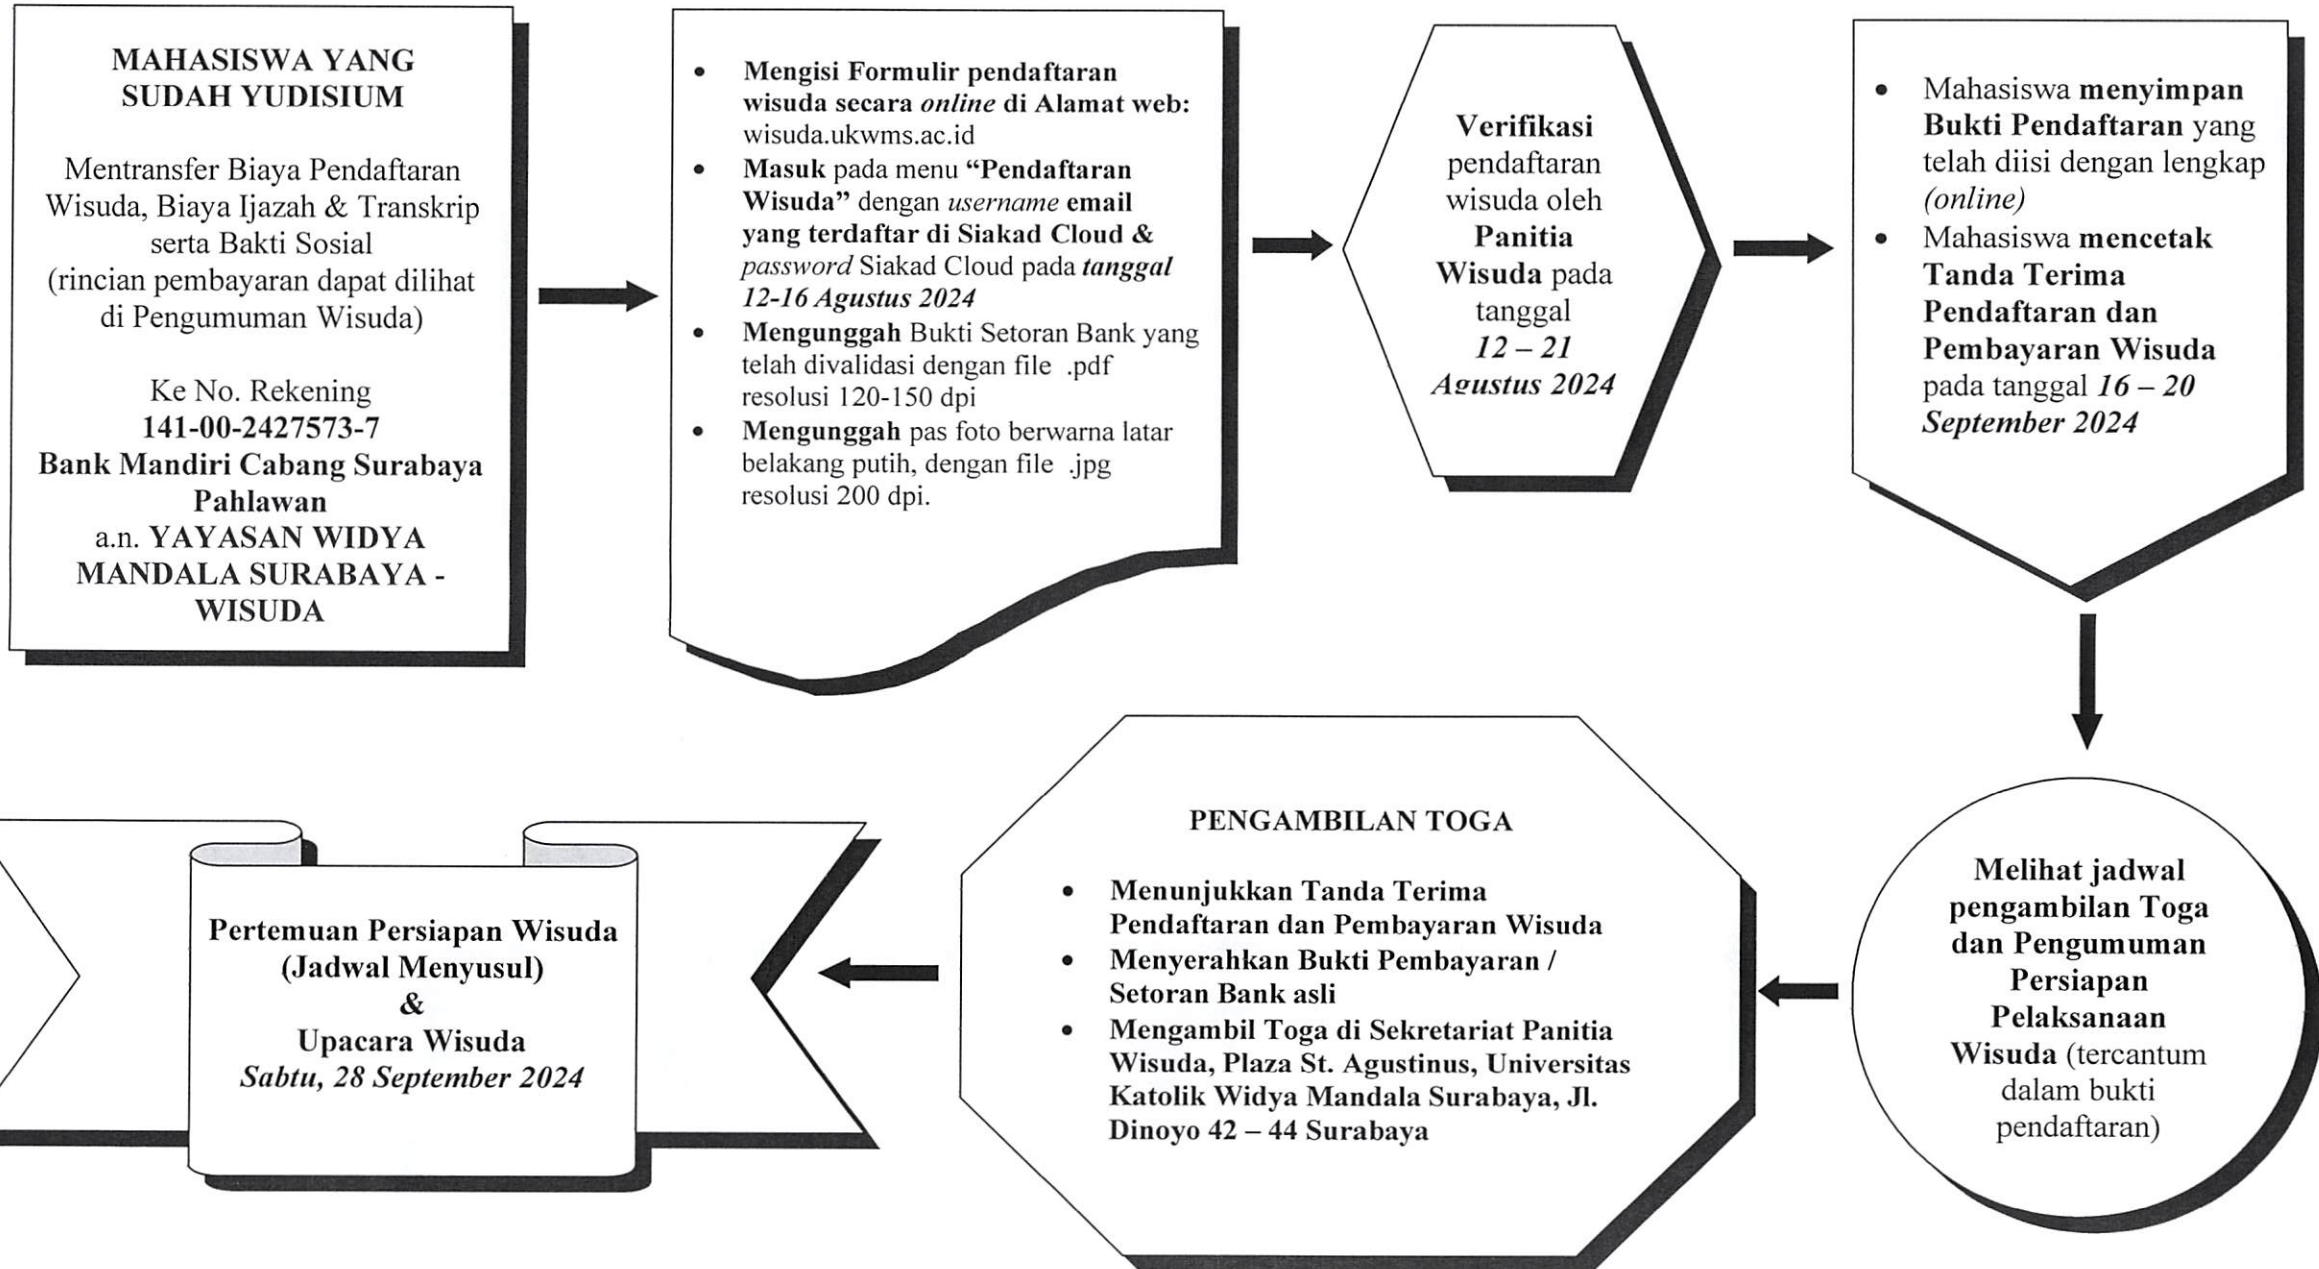 MAHASISWA YANG
SUDAH YUDISIUM
Mentransfer Biaya Pendaftaran
Wisuda, Biaya Ijazah & Transkrip
serta Bakti Sosial
(rincian pembayaran dapat dilihat
di Pengumuman Wisuda)
Ke No. Rekening
141-00-2427573-7
Bank Mandiri Cabang Surabaya
Pahlawan
a.n. YAYASAN WIDYA
MANDALA SURABAYA -
WISUDA
• Mengisi Formulir pendaftaran
wisuda secara online di Alamat web:
wisuda.ukwms.ac.id
• Masuk pada menu “Pendaftaran
Wisuda” dengan username email
yang terdaftar di Siakad Cloud &
password Siakad Cloud pada tanggal
12-16 Agustus 2024
• Mengunggah Bukti Setoran Bank yang
telah divalidasi dengan file .pdf
resolusi 120-150 dpi
• Mengunggah pas foto berwarna latar
belakang putih, dengan file .jpg
resolusi 200 dpi.
Verifikasi
pendaftaran
wisuda oleh
Panitia
Wisuda pada
tanggal
12 – 21
Agustus 2024
• Mahasiswa menyimpan
Bukti Pendaftaran yang
telah diisi dengan lengkap
(online)
• Mahasiswa mencetak
Tanda Terima
Pendaftaran dan
Pembayaran Wisuda
pada tanggal 16 – 20
September 2024
Melihat jadwal
pengambilan Toga
dan Pengumuman
Persiapan
Pelaksanaan
Wisuda (tercantum
dalam bukti
pendaftaran)
PENGAMBILAN TOGA
• Menunjukkan Tanda Terima
Pendaftaran dan Pembayaran Wisuda
• Menyerahkan Bukti Pembayaran /
Setoran Bank asli
• Mengambil Toga di Sekretariat Panitia
Wisuda, Plaza St. Agustinus, Universitas
Katolik Widya Mandala Surabaya, Jl.
Dinoyo 42 – 44 Surabaya
Pertemuan Persiapan Wisuda
(Jadwal Menyusul)
&
Upacara Wisuda
Sabtu, 28 September 2024